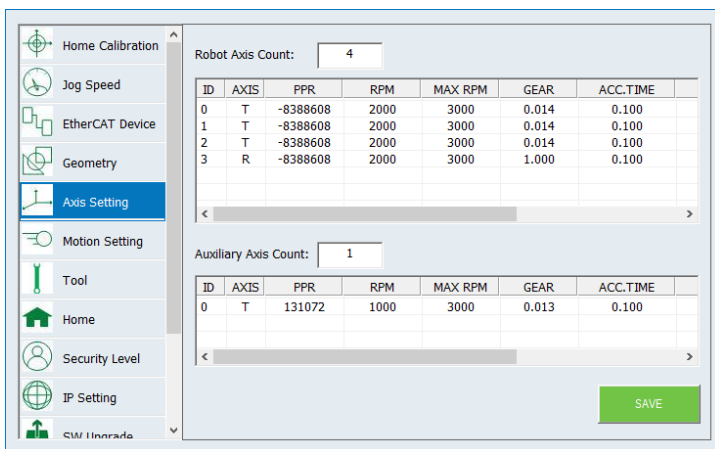 Home Calibration
Jog Speed
EtherCAT Device
Geometry
Axis Setting
Motion Setting
Tool
Home
Security Level
IP Setting
SW Upgrade
Robot Axis Count: 4
ID AXIS PPR RPM MAX RPM GEAR ACC.TIME
0 T -8388608 2000 3000 0.014 0.100
1 T -8388608 2000 3000 0.014 0.100
2 T -8388608 2000 3000 0.014 0.100
3 R -8388608 2000 3000 1.000 0.100
Auxiliary Axis Count: 1
ID AXIS PPR RPM MAX RPM GEAR ACC.TIME
0 T 131072 1000 3000 0.013 0.100
SAVE